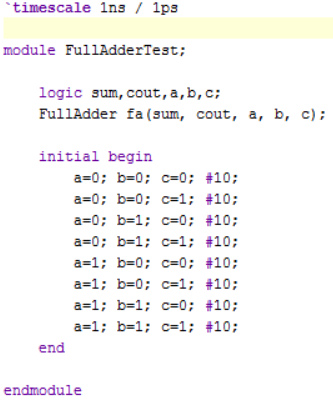 `timescale 1ns / 1ps
module FullAdderTest;
logic sum,cout,a,b,c;
FullAdder fa(sum, cout, a, b, c);
initial begin
a=0; b=0; c=0; #10;
a=0; b=0; c=1; #10;
a=0; b=1; c=0; #10;
a=0; b=1; c=1; #10;
a=1; b=0; c=0; #10;
a=1; b=0; c=1; #10;
a=1; b=1; c=0; #10;
a=1; b=1; c=1; #10;
end
endmodule